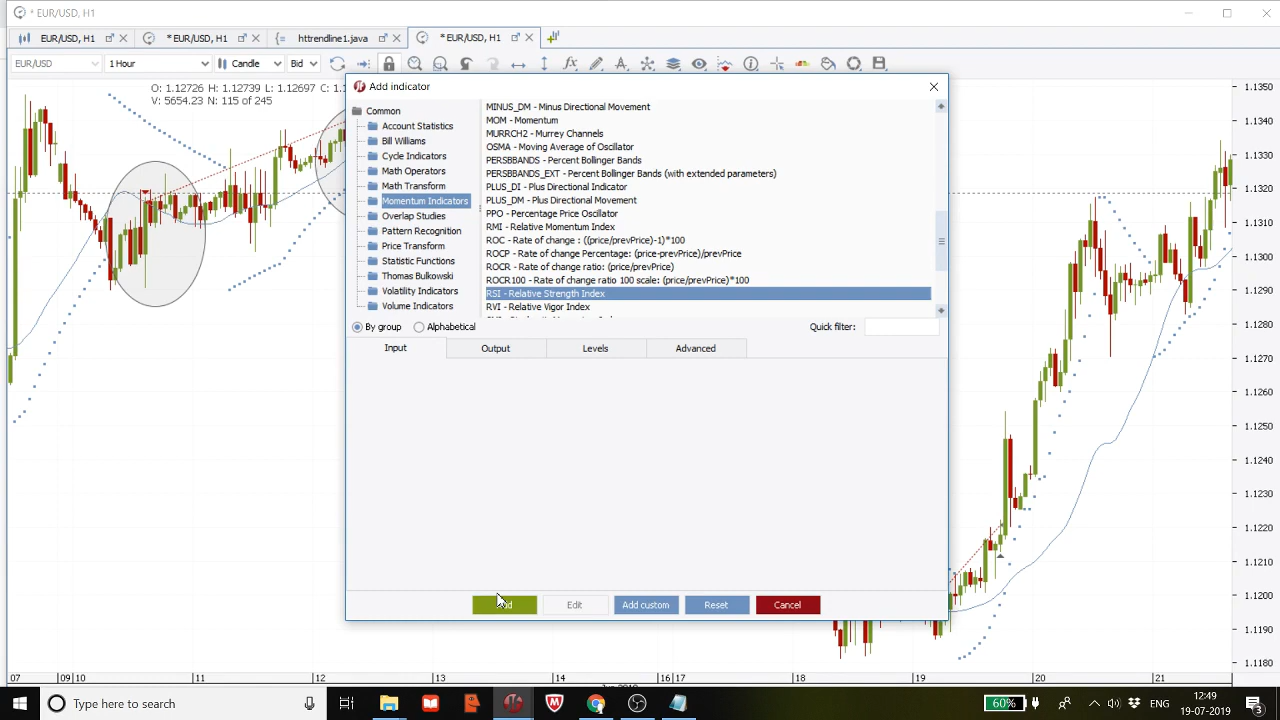 * EUR/USD, H1
EUR/USD, H1
* EUR/USD, H1
httrendline1.java
* EUR/USD, H1
EUR/USD
1 Hour
Candle
Bid
O: 1.12726 H: 1.12739 L: 1.12697 C: 1.1
V: 5654.23 N: 115 of 245
Add indicator
Common
Account Statistics
Bill Williams
Cycle Indicators
Math Operators
Math Transform
Momentum Indicators
Overlap Studies
Pattern Recognition
Price Transform
Statistic Functions
Thomas Bulkowski
Volatility Indicators
Volume Indicators
MINUS_DM - Minus Directional Movement
MOM - Momentum
MURRCH2 - Murrey Channels
OSMA - Moving Average of Oscillator
PERSBBANDS - Percent Bollinger Bands
PERSBBANDS_EXT - Percent Bollinger Bands (with extended parameters)
PLUS_DI - Plus Directional Indicator
PLUS_DM - Plus Directional Movement
PPO - Percentage Price Oscillator
RMI - Relative Momentum Index
ROC - Rate of change : ((price/prevPrice)-1)*100
ROCP - Rate of change Percentage: (price-prevPrice)/prevPrice
ROCR - Rate of change ratio: (price/prevPrice)
ROCR100 - Rate of change ratio 100 scale: (price/prevPrice)*100
RSI - Relative Strength Index
RVI - Relative Vigor Index
By group
Alphabetical
Quick filter:
Input
Output
Levels
Advanced
Edit
Add custom
Reset
Cancel
1.1350
1.1340
1.1330
1.1320
1.1310
1.1300
1.1290
1.1280
1.1270
1.1260
1.1250
1.1240
1.1230
1.1220
1.1210
1.1200
1.1190
1.1180
07
09
10
11
12
13
14
16
17
18
19
20
21
Type here to search
60%
ENG
12:49
19-07-2019
3